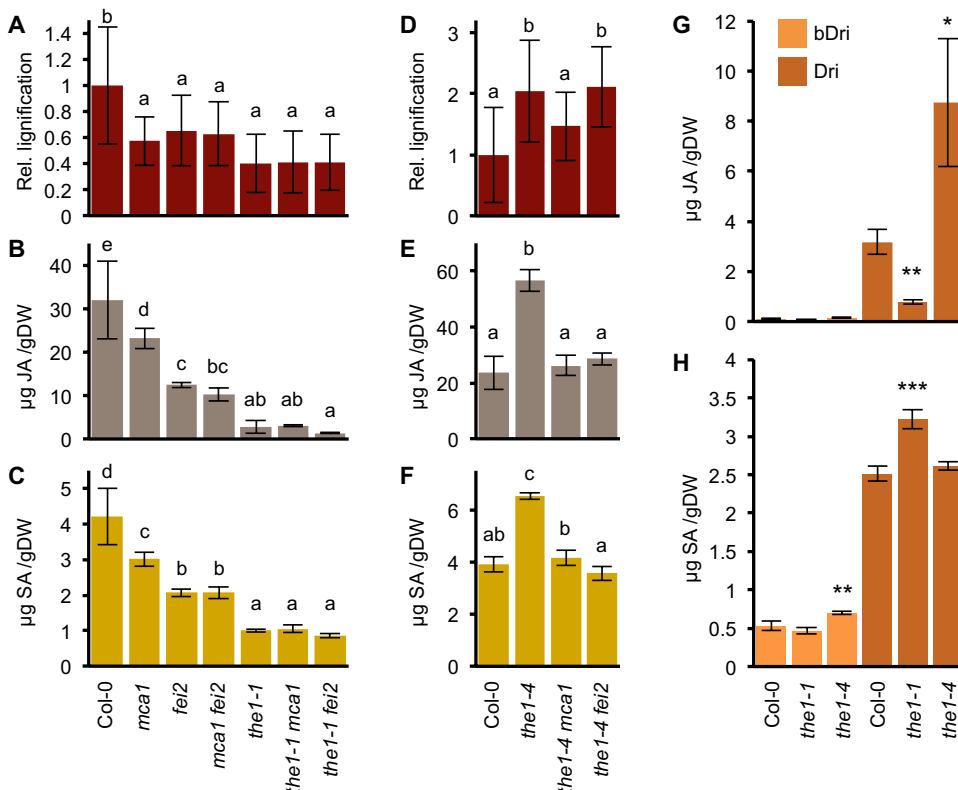 A
Rel. lignification
1.4
1.2
1
0.8
0.6
0.4
0.2
0
b
a
a
a
a
a
a
B
µg JA /gDW
40
30
20
10
0
e
d
c
bc
ab
ab
a
C
µg SA /gDW
5
4
3
2
1
0
d
c
b
b
a
a
a
Col-0
mca1
fei2
mca1 fei2
the1-1
the1-1 mca1
the1-1 fei2
D
Rel. lignification
3
2
1
0
a
b
a
b
E
µg JA /gDW
60
40
20
0
a
b
a
a
F
µg SA /gDW
8
6
4
2
0
ab
c
b
a
Col-0
the1-4
the1-4 mca1
the1-4 fei2
G
bDri
Dri
µg JA /gDW
12
10
8
6
4
2
0
**
*
H
µg SA /gDW
4
3.5
3
2.5
2
1.5
1
0.5
0
**
***
Col-0
the1-1
the1-4
Col-0
the1-1
the1-4